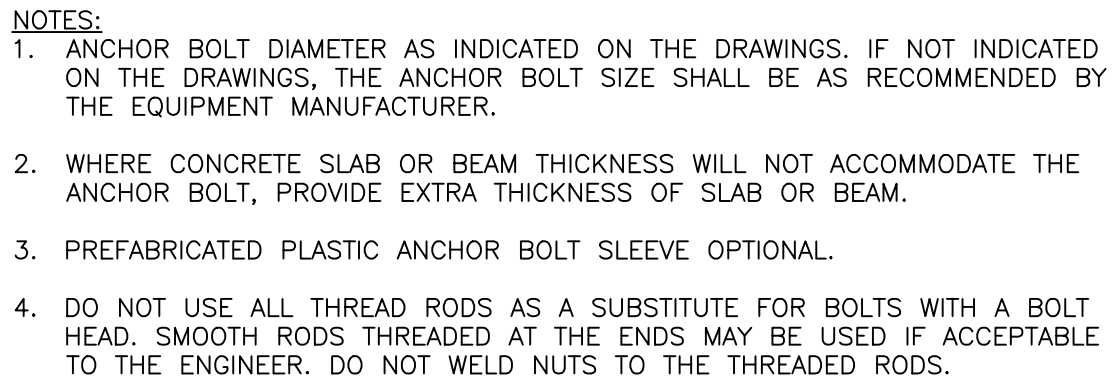 NOTES:
1. ANCHOR BOLT DIAMETER AS INDICATED ON THE DRAWINGS. IF NOT INDICATED
ON THE DRAWINGS, THE ANCHOR BOLT SIZE SHALL BE AS RECOMMENDED BY
THE EQUIPMENT MANUFACTURER.
2. WHERE CONCRETE SLAB OR BEAM THICKNESS WILL NOT ACCOMMODATE THE
ANCHOR BOLT, PROVIDE EXTRA THICKNESS OF SLAB OR BEAM.
3. PREFABRICATED PLASTIC ANCHOR BOLT SLEEVE OPTIONAL.
4. DO NOT USE ALL THREAD RODS AS A SUBSTITUTE FOR BOLTS WITH A BOLT
HEAD. SMOOTH RODS THREADED AT THE ENDS MAY BE USED IF ACCEPTABLE
TO THE ENGINEER. DO NOT WELD NUTS TO THE THREADED RODS.